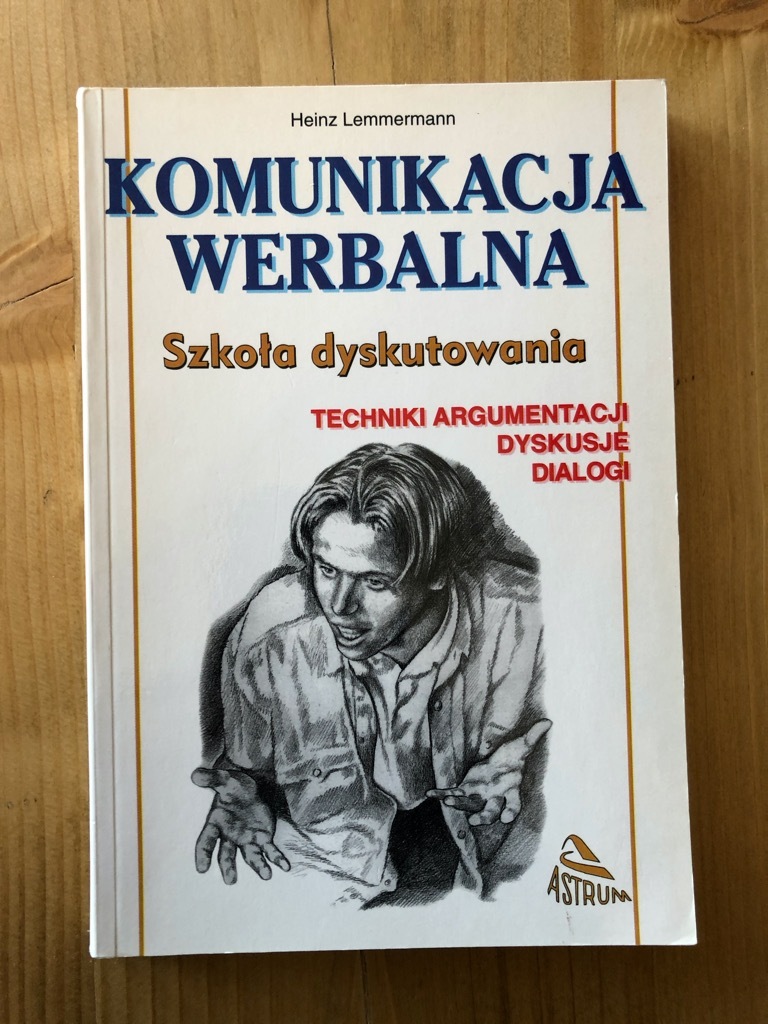 Heinz Lemmermann
KOMUNIKACJA
WERBALNA
Szkoła dyskutowania
TECHNIKI ARGUMENTACJI
DYSKUSJE
DIALOGI
ASTRUM